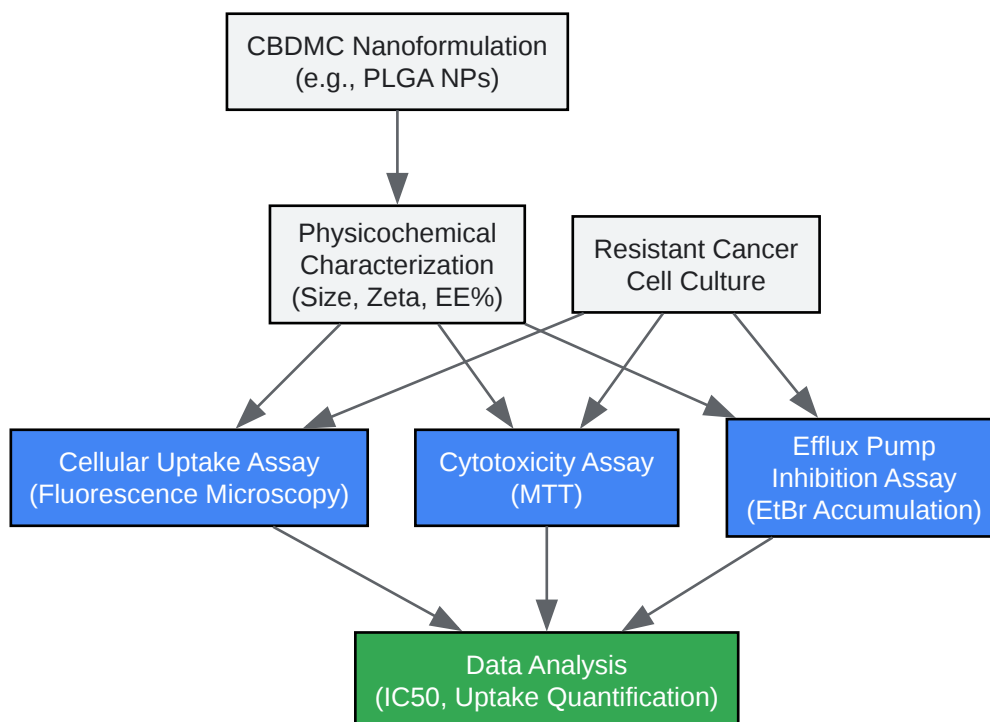 CBDMC Nanoformulation
(e.g., PLGA NPs)
Physicochemical
Characterization
(Size, Zeta, EE%)
Resistant Cancer
Cell Culture
Cellular Uptake Assay
(Fluorescence Microscopy)
Cytotoxicity Assay
(MTT)
Efflux Pump
Inhibition Assay
(EtBr Accumulation)
Data Analysis
(IC50, Uptake Quantification)